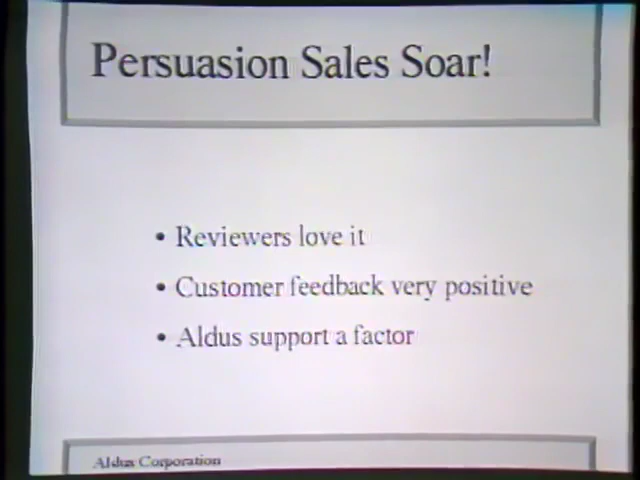 Persuasion Sales Soar!
• Reviewers love it
• Customer feedback very positive
• Aldus support a factor
Aldus Corporation